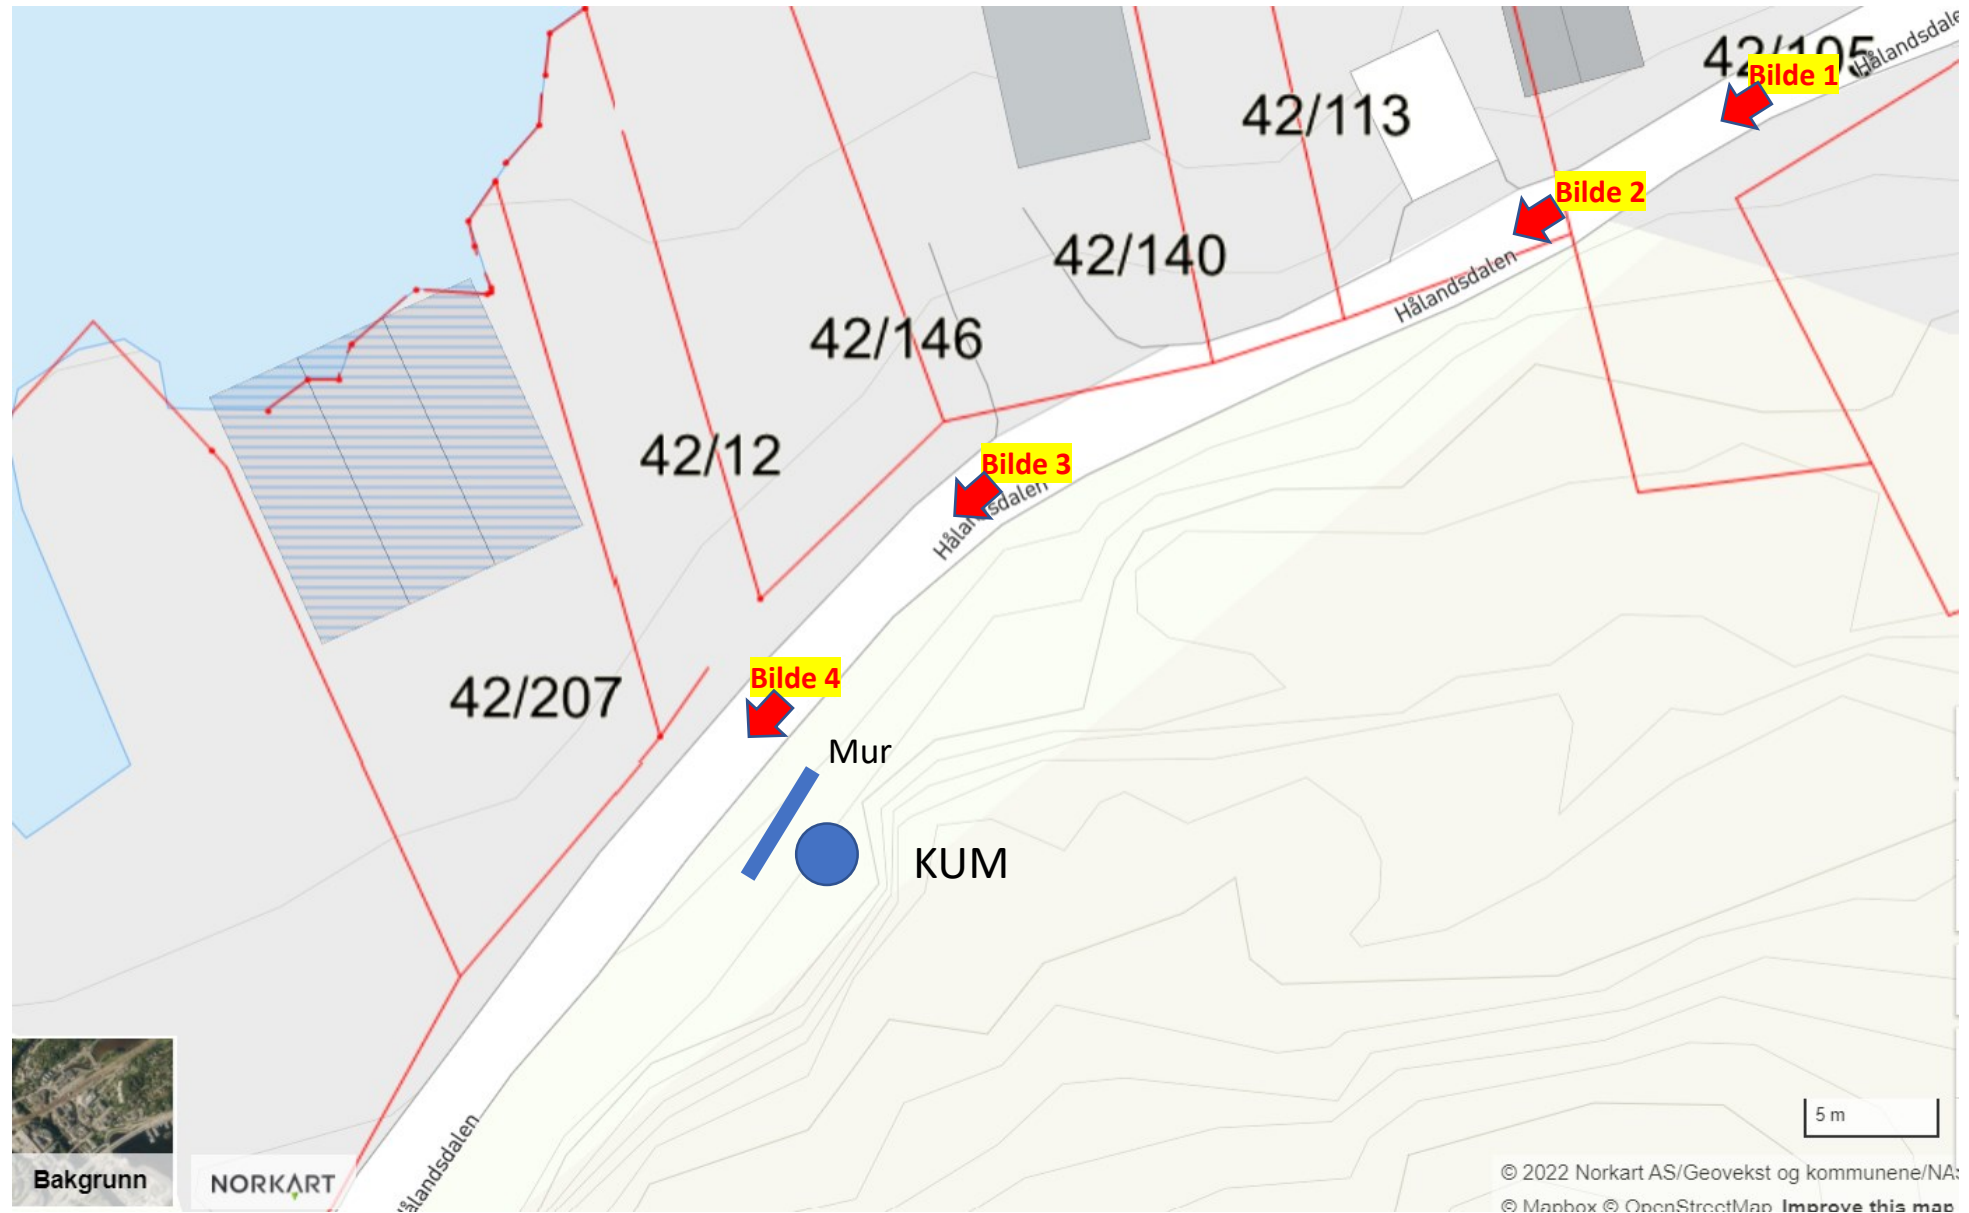 42/105
Hålandsdale
Bilde 1
42/113
Bilde 2
42/140
Hålandsdalen
42/146
42/12
Bilde 3
Hålandsdalen
Bilde 4
42/207
Mur
KUM
5 m
Hålandsdalen
Bakgrunn
NORKART
© 2022 Norkart AS/Geovekst og kommunene/NA
© Mapbox © OpenStreetMap Improve this map